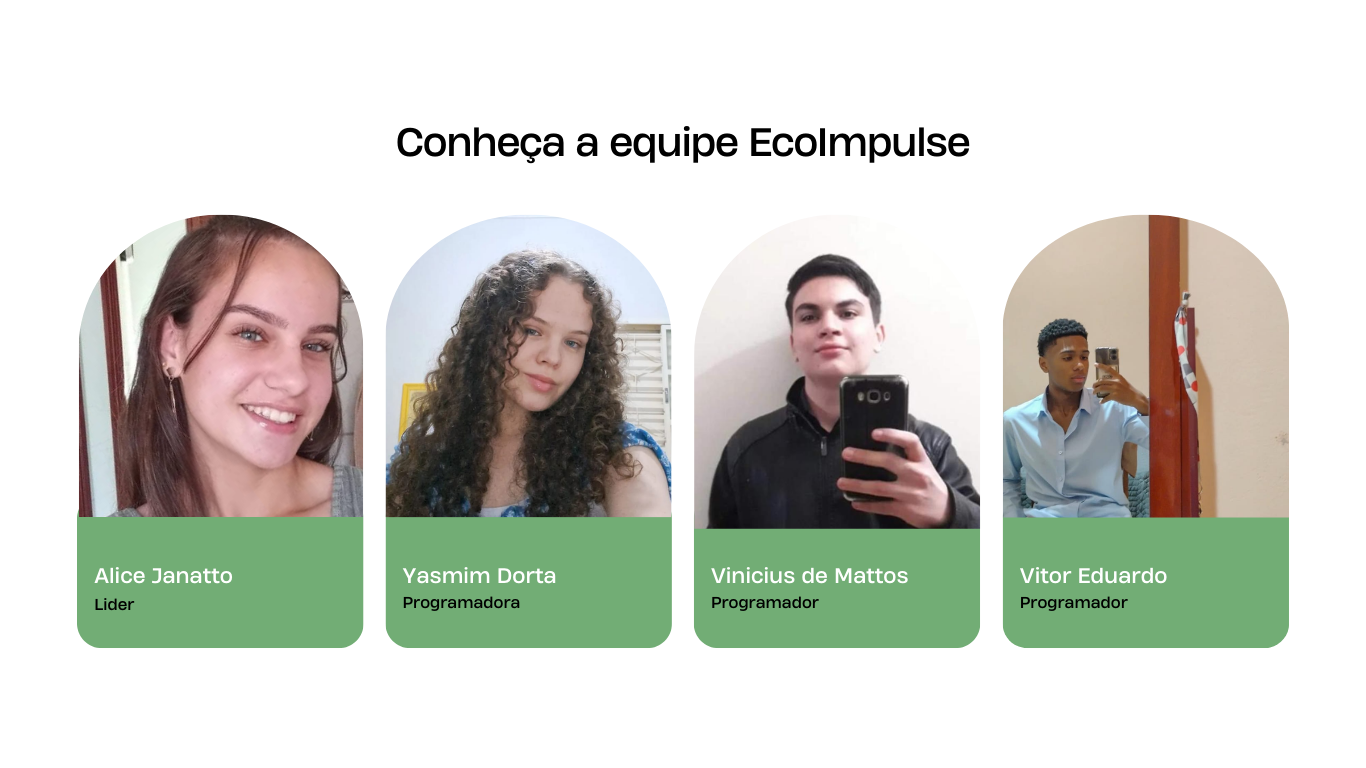 Conheça a equipe EcoImpulse
Alice Janatto
Lider
Yasmim Dorta
Programadora
Vinicius de Mattos
Programador
Vitor Eduardo
Programador